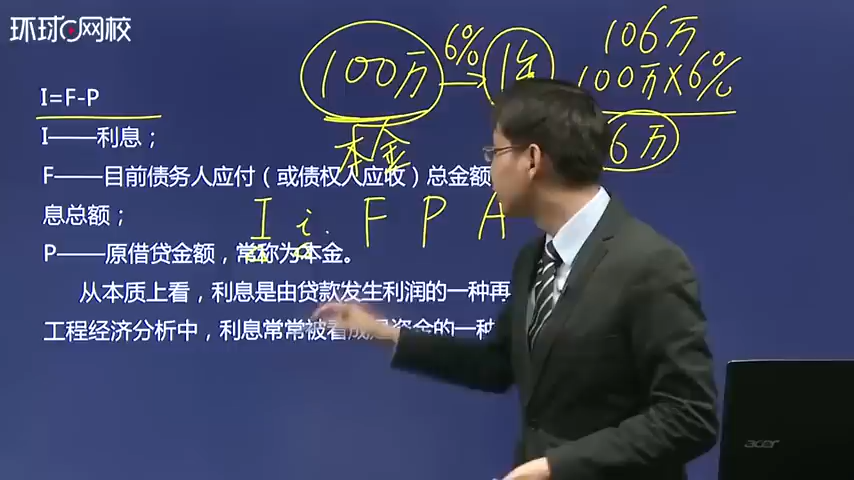 环球网校
106万
100万 6% 1年 100万×6%
I=F-P
本金
6万
I——利息；
F——目前债务人应付（或债权人应收）总金额
息总额；
I i F P A
P——原借贷金额，常称为本金。
从本质上看，利息是由贷款发生利润的一种再
工程经济分析中，利息常常被看成是资金的一种
acer